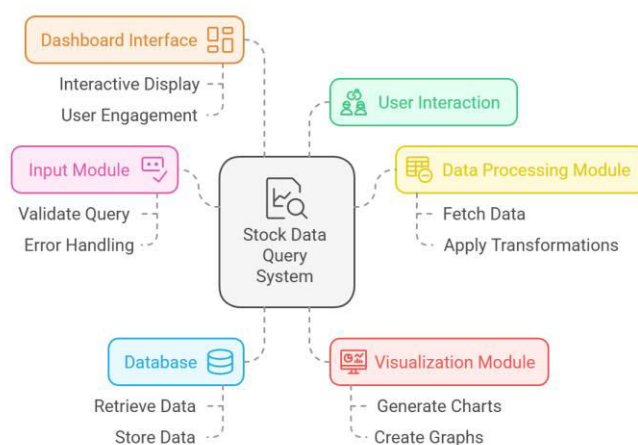 Dashboard Interface
Interactive Display
User Engagement
User Interaction
Input Module
Validate Query
Error Handling
Stock Data
Query
System
Data Processing Module
Fetch Data
Apply Transformations
Database
Retrieve Data
Store Data
Visualization Module
Generate Charts
Create Graphs